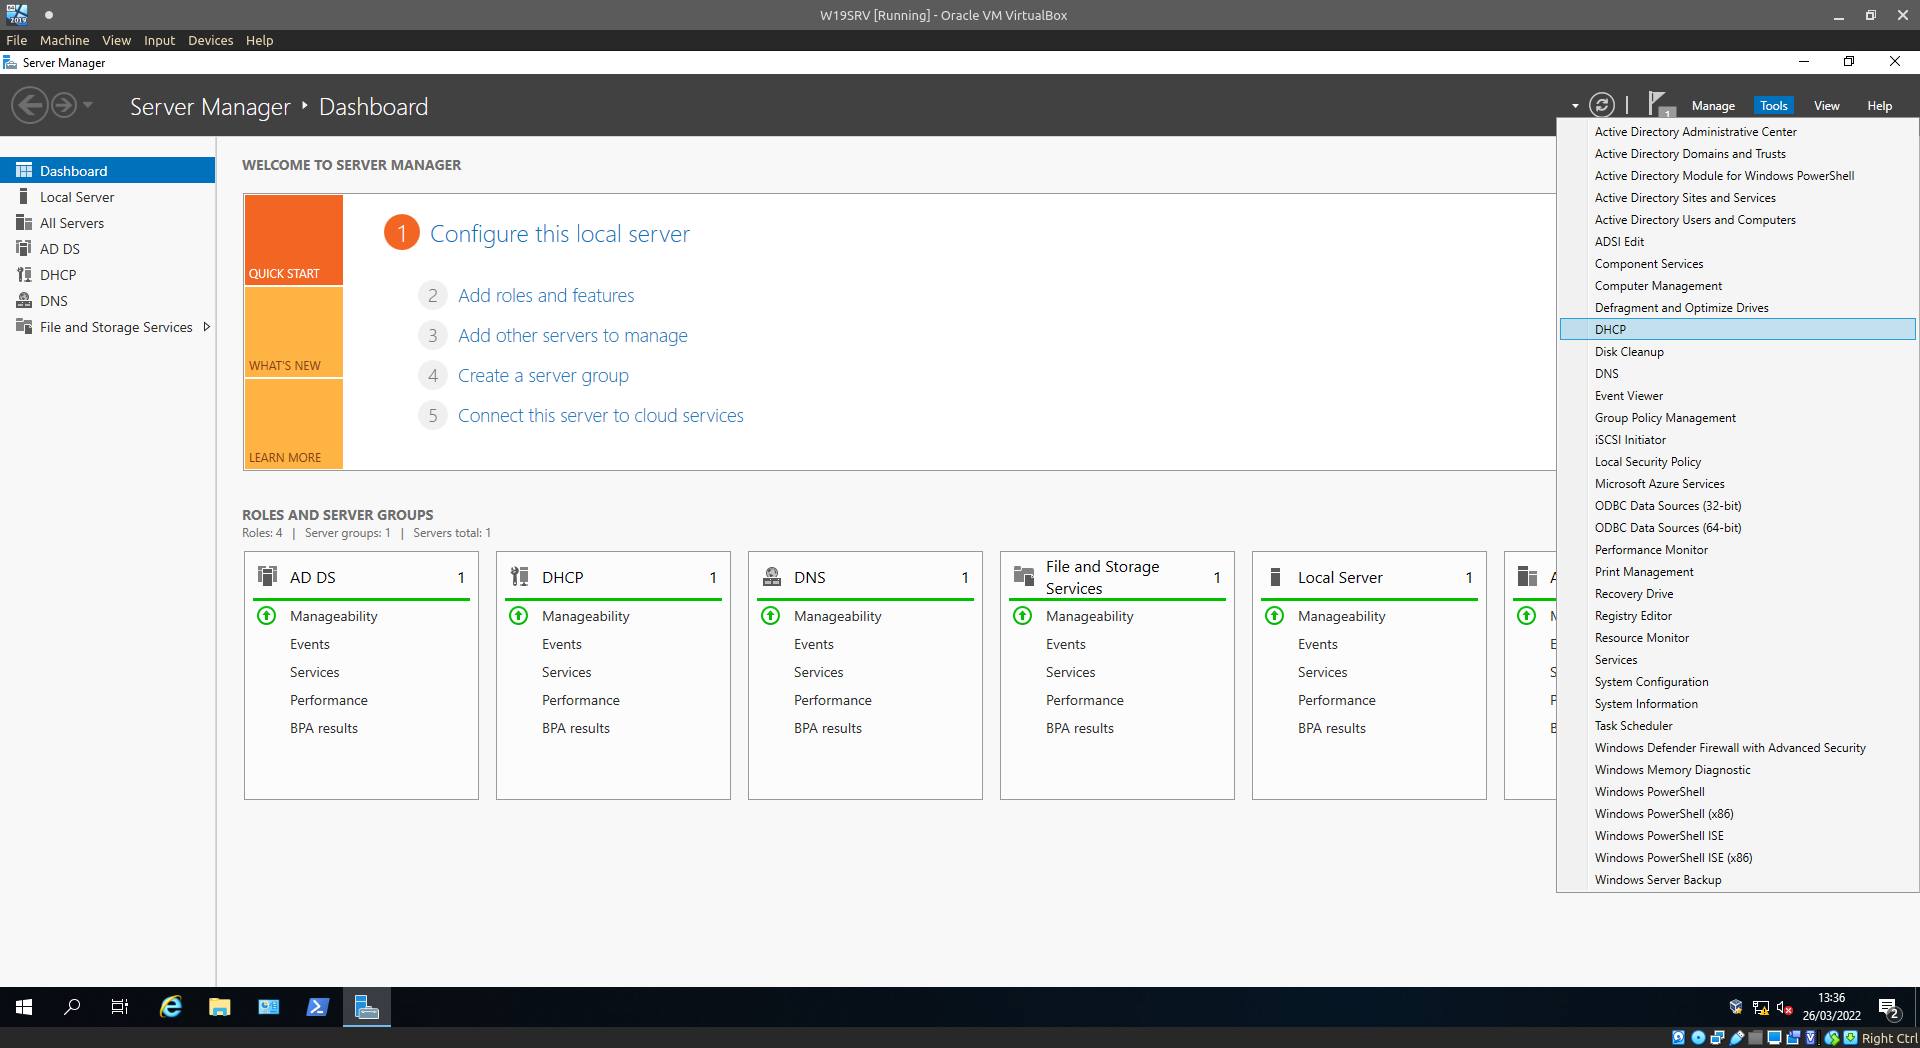 W19SRV [Running] - Oracle VM VirtualBox
File Machine View Input Devices Help
Server Manager
Server Manager Dashboard
1
Manage Tools View Help
Dashboard
Local Server
All Servers
AD DS
DHCP
DNS
File and Storage Services
WELCOME TO SERVER MANAGER
QUICK START
WHAT'S NEW
LEARN MORE
1 Configure this local server
2 Add roles and features
3 Add other servers to manage
4 Create a server group
5 Connect this server to cloud services
ROLES AND SERVER GROUPS
Roles: 4 | Server groups: 1 | Servers total: 1
AD DS 1
Manageability
Events
Services
Performance
BPA results
DHCP 1
Manageability
Events
Services
Performance
BPA results
DNS 1
Manageability
Events
Services
Performance
BPA results
File and Storage
Services 1
Manageability
Events
Services
Performance
BPA results
Local Server 1
Manageability
Events
Services
Performance
BPA results
Active Directory Administrative Center
Active Directory Domains and Trusts
Active Directory Module for Windows PowerShell
Active Directory Sites and Services
Active Directory Users and Computers
ADSI Edit
Component Services
Computer Management
Defragment and Optimize Drives
DHCP
Disk Cleanup
DNS
Event Viewer
Group Policy Management
iSCSI Initiator
Local Security Policy
Microsoft Azure Services
ODBC Data Sources (32-bit)
ODBC Data Sources (64-bit)
Performance Monitor
Print Management
Recovery Drive
Registry Editor
Resource Monitor
Services
System Configuration
System Information
Task Scheduler
Windows Defender Firewall with Advanced Security
Windows Memory Diagnostic
Windows PowerShell
Windows PowerShell (x86)
Windows PowerShell ISE
Windows PowerShell ISE (x86)
Windows Server Backup
13:36
26/03/2022
2
Right Ctrl